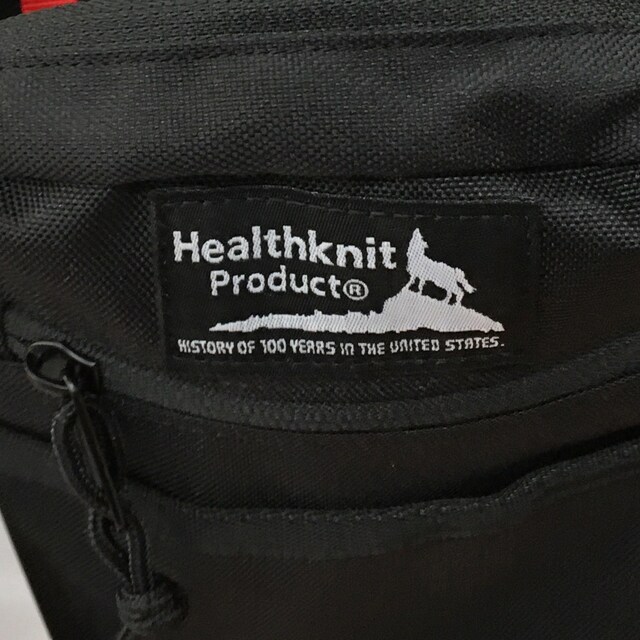 Healthknit
Product®
HISTORY OF 100 YEARS IN THE UNITED STATES.